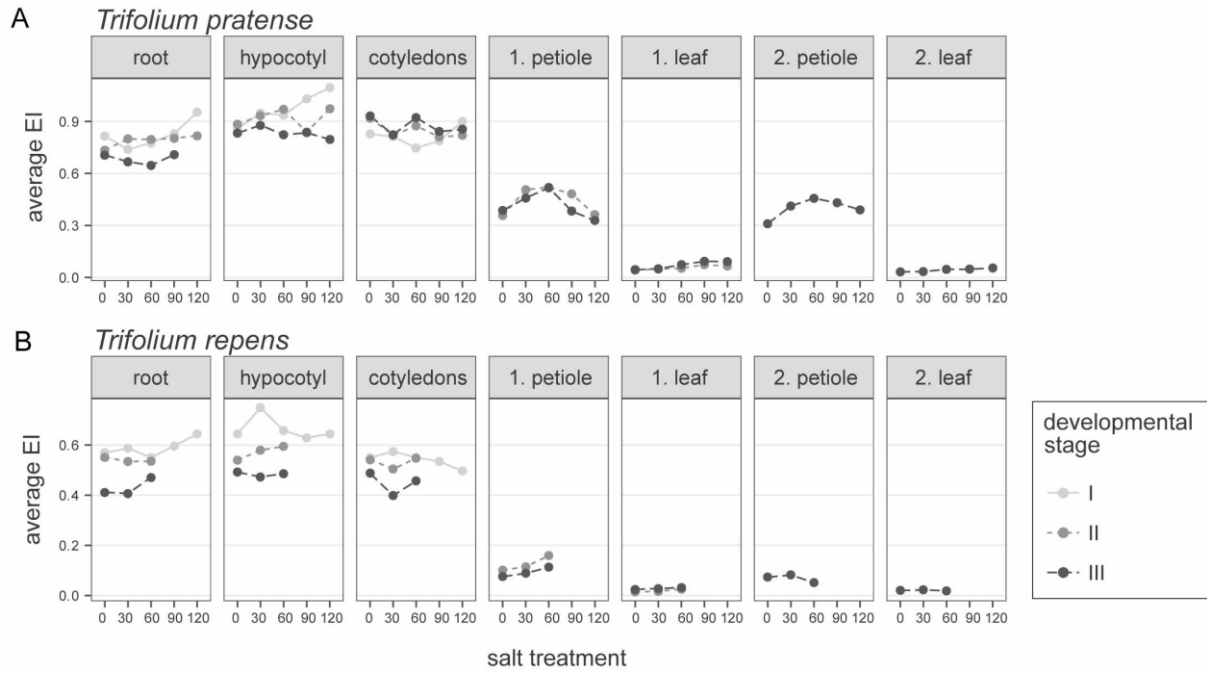 A
Trifolium pratense
root hypocotyl cotyledons 1. petiole 1. leaf 2. petiole 2. leaf
average EI
0.9
0.6
0.3
0.0
0 30 60 90 120 0 30 60 90 120 0 30 60 90 120 0 30 60 90 120 0 30 60 90 120 0 30 60 90 120 0 30 60 90 120
B
Trifolium repens
root hypocotyl cotyledons 1. petiole 1. leaf 2. petiole 2. leaf
average EI
0.6
0.4
0.2
0.0
0 30 60 90 120 0 30 60 90 120 0 30 60 90 120 0 30 60 90 120 0 30 60 90 120 0 30 60 90 120 0 30 60 90 120
salt treatment
developmental
stage
I
II
III